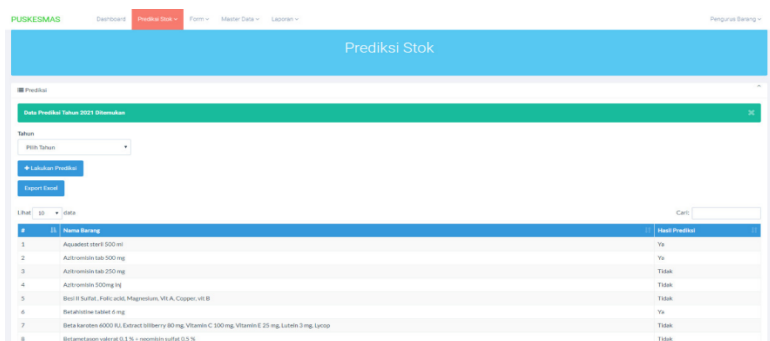 PUSKESMAS Dashboard Prediksi Stok Form Master Data Laporan Pengurus Barang
Prediksi Stok
Prediksi
Data Prediksi Tahun 2021 Ditemukan
Tahun
Pilih Tahun
+ Lakukan Prediksi
Export Excel
Lihat 10 data Cari:
# Nama Barang Hasil Prediksi
1 Aquadest steril 500 ml Ya
2 Azitromisin tab 500 mg Ya
3 Azitromisin tab 250 mg Tidak
4 Azitromisin 500mg inj Tidak
5 Besi II Sulfat, Folic acid, Magnesium, Vit A, Copper, vit B Tidak
6 Betahistine tablet 6 mg Ya
7 Beta karoten 6000 IU, Extract bilberry 80 mg, Vitamin C 100 mg, Vitamin E 25 mg, Lutein 3 mg, Lycop Tidak
8 Betametason valerat 0,1 % + neomisin sulfat 0,5 % Tidak